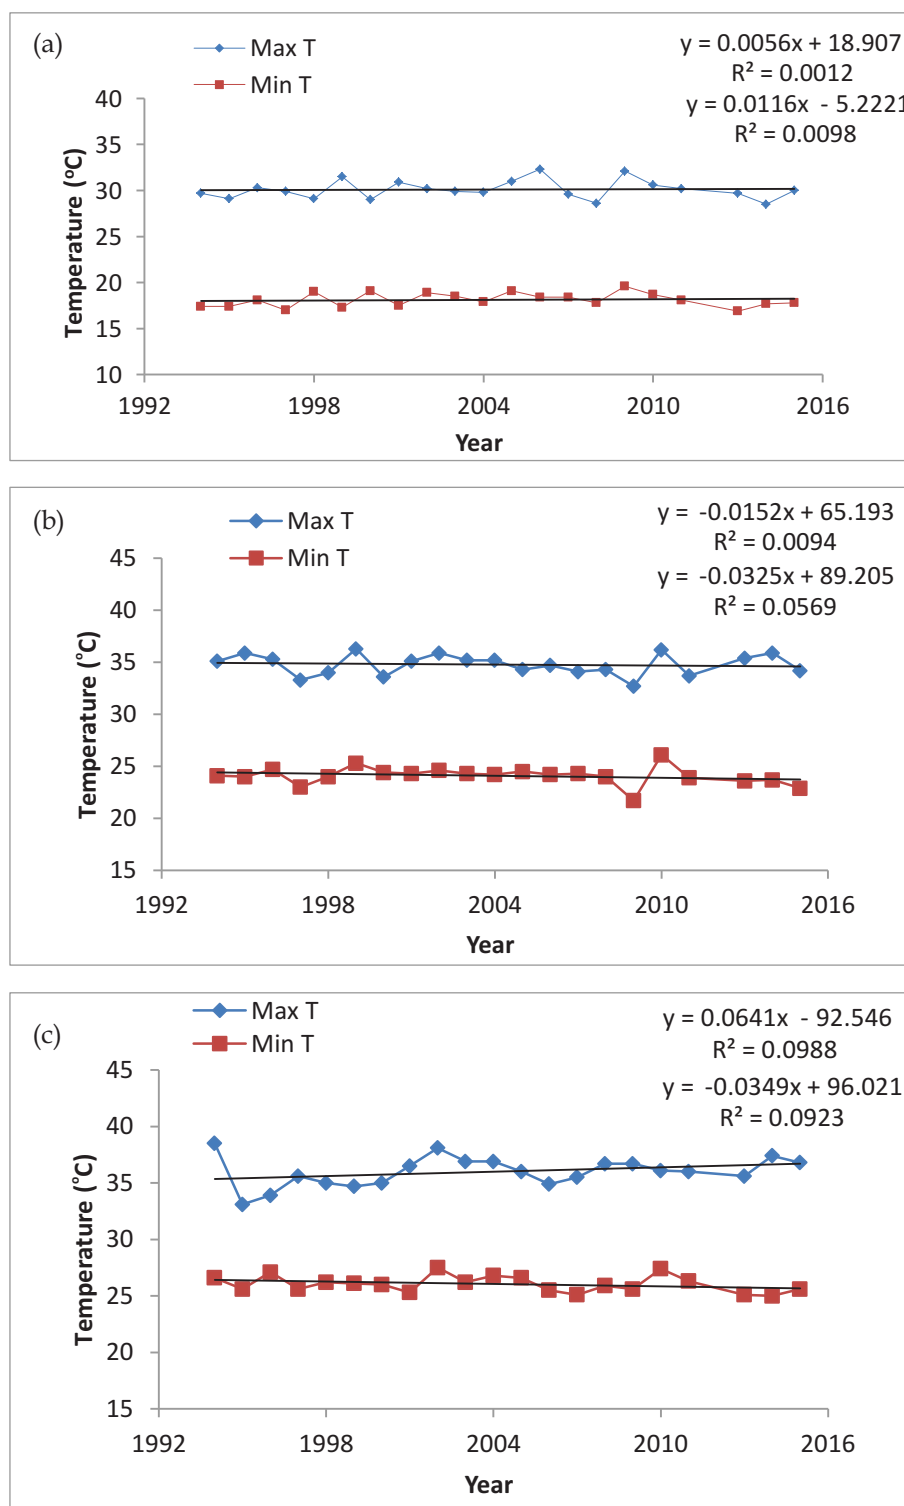 (a)
Max T
Min T
y = 0.0056x + 18.907
R² = 0.0012
y = 0.0116x - 5.2221
R² = 0.0098
40
35
30
25
20
15
10
Temperature (°C)
1992 1998 2004 2010 2016
Year
(b)
Max T
Min T
y = -0.0152x + 65.193
R² = 0.0094
y = -0.0325x + 89.205
R² = 0.0569
45
40
35
30
25
20
15
Temperature (°C)
1992 1998 2004 2010 2016
Year
(c)
Max T
Min T
y = 0.0641x - 92.546
R² = 0.0988
y = -0.0349x + 96.021
R² = 0.0923
45
40
35
30
25
20
15
Temperature (°C)
1992 1998 2004 2010 2016
Year